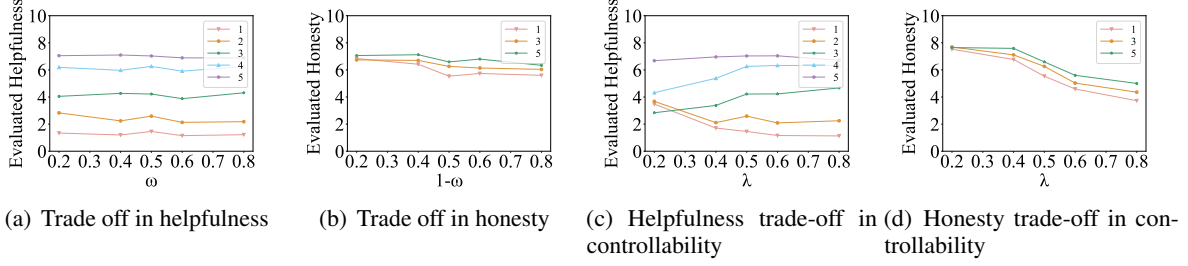 10
8
6
4
2
0
Evaluated Helpfulness
1
2
3
4
5
0.2 0.3 0.4 0.5 0.6 0.7 0.8
ω
(a) Trade off in helpfulness
10
8
6
4
2
0
Evaluated Honesty
1
3
5
0.2 0.3 0.4 0.5 0.6 0.7 0.8
1-ω
(b) Trade off in honesty
10
8
6
4
2
0
Evaluated Helpfulness
1
2
3
4
5
0.2 0.3 0.4 0.5 0.6 0.7 0.8
λ
(c) Helpfulness trade-off in
controllability
10
8
6
4
2
0
Evaluated Honesty
1
3
5
0.2 0.3 0.4 0.5 0.6 0.7 0.8
λ
(d) Honesty trade-off in con-
trollability